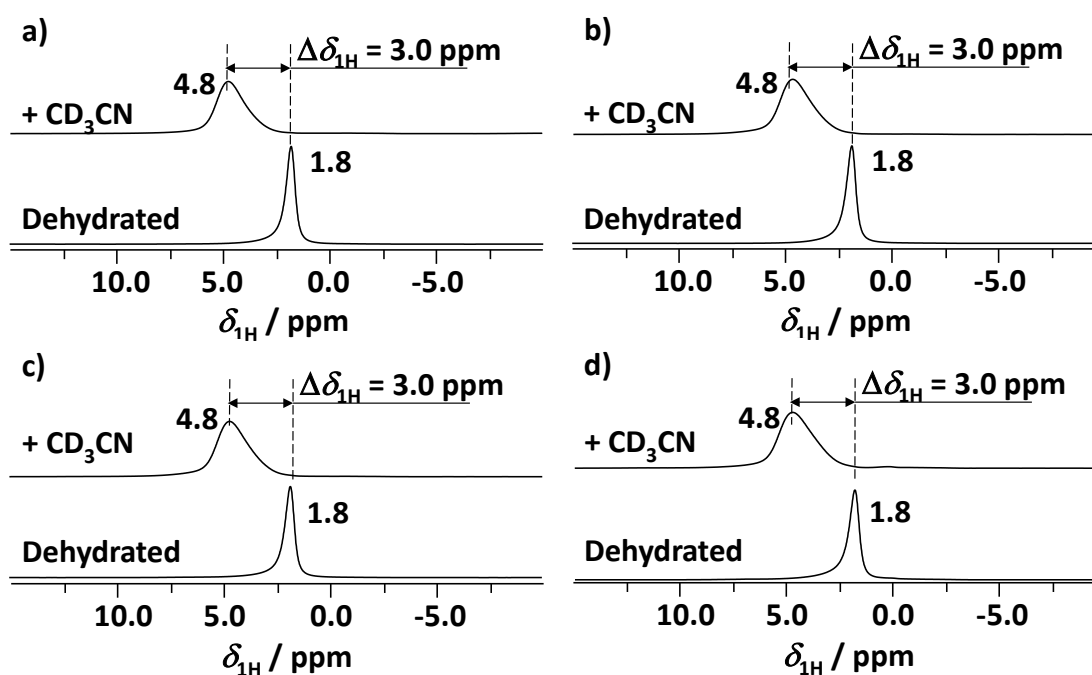 a)
Δδ1H = 3.0 ppm
4.8
+ CD3CN
1.8
Dehydrated
10.0 5.0 0.0 -5.0
δ1H / ppm
b)
Δδ1H = 3.0 ppm
4.8
+ CD3CN
1.8
Dehydrated
10.0 5.0 0.0 -5.0
δ1H / ppm
c)
Δδ1H = 3.0 ppm
4.8
+ CD3CN
1.8
Dehydrated
10.0 5.0 0.0 -5.0
δ1H / ppm
d)
Δδ1H = 3.0 ppm
4.8
+ CD3CN
1.8
Dehydrated
10.0 5.0 0.0 -5.0
δ1H / ppm